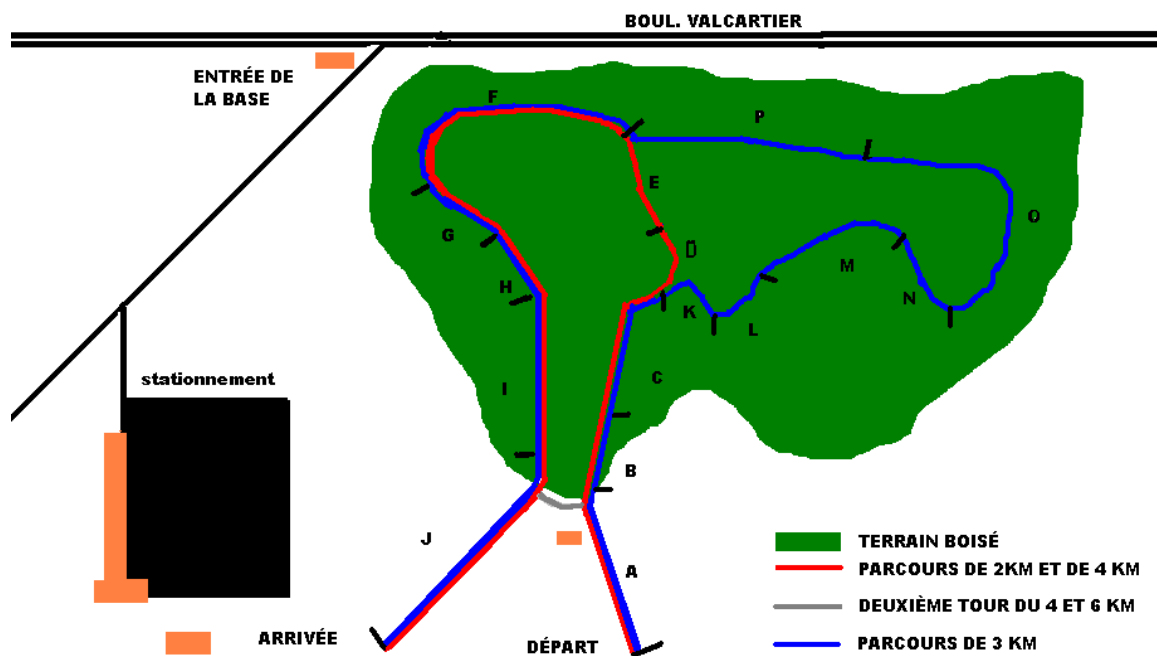 BOUL. VALCARTIER
ENTRÉE DE
LA BASE
F
P
E
G
D
O
H
M
K
N
L
stationnement
C
I
B
J
A
TERRAIN BOISÉ
PARCOURS DE 2KM ET DE 4 KM
DEUXIÈME TOUR DU 4 ET 6 KM
ARRIVÉE
DÉPART
PARCOURS DE 3 KM